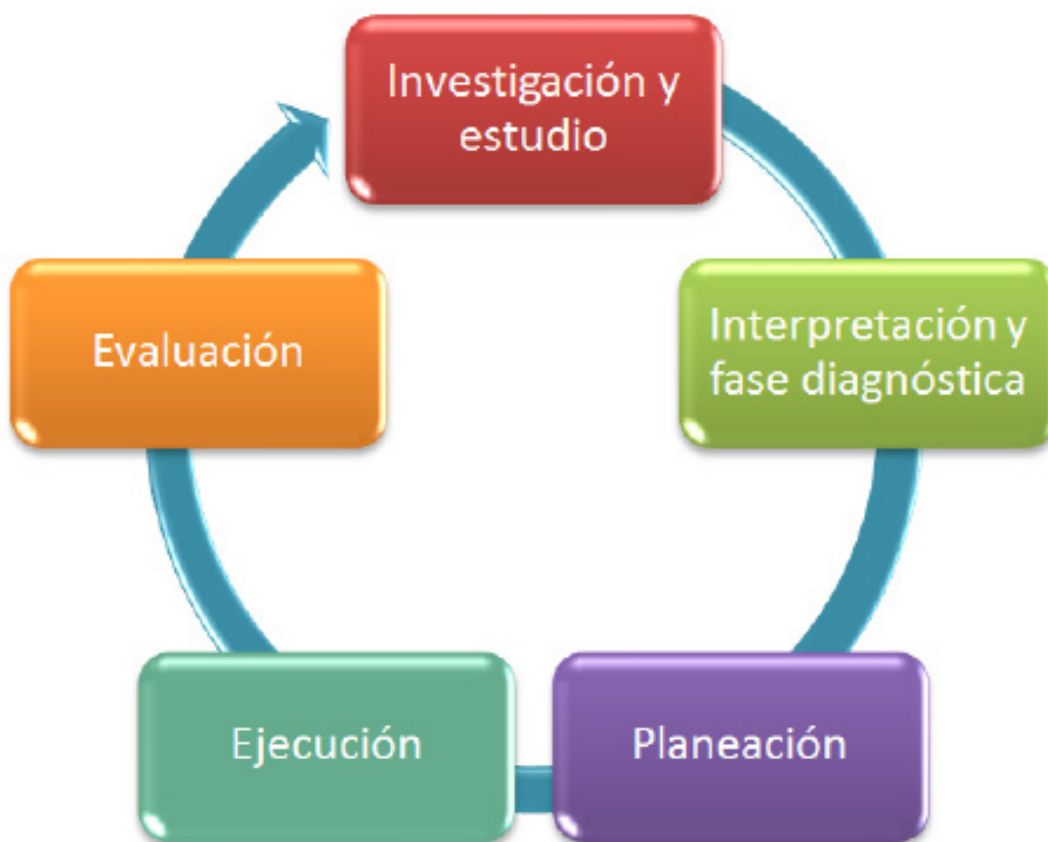 Investigación y
estudio
Interpretación y
fase diagnóstica
Planeación
Ejecución
Evaluación